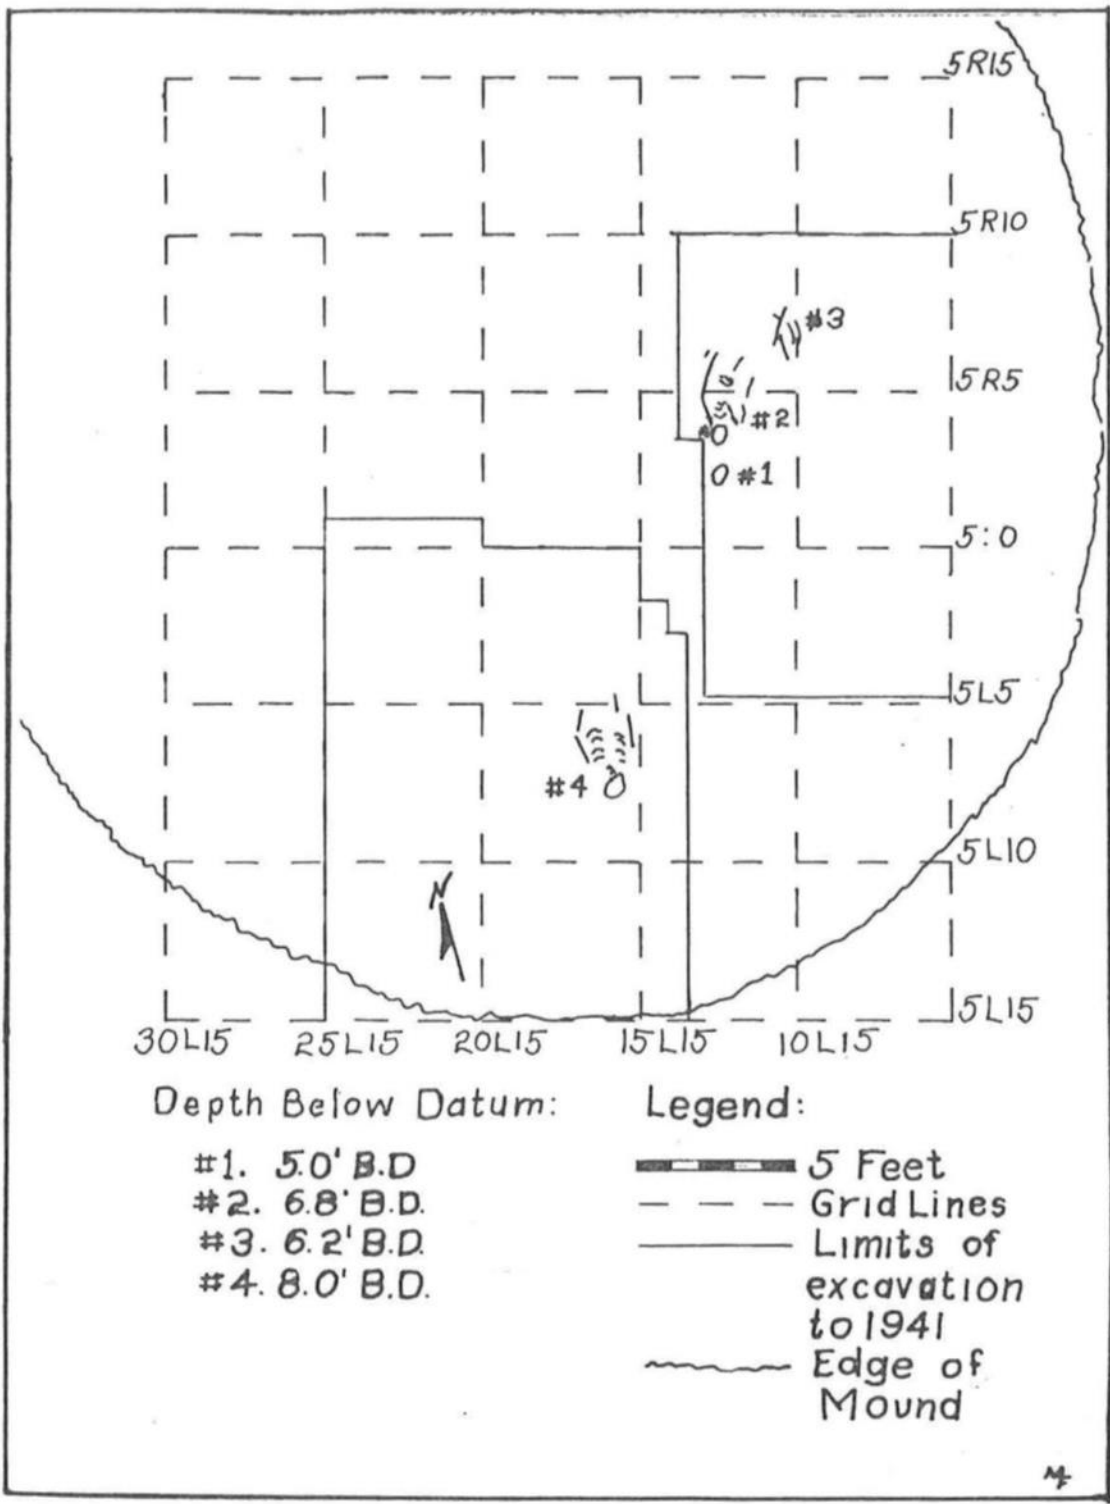 5R15
5R10
#3
5R5
#2
#1
5:0
5L5
#4
5L10
N
5L15
30L15 25L15 20L15 15L15 10L15
Depth Below Datum:
#1. 5.0' B.D
#2. 6.8' B.D.
#3. 6.2' B.D.
#4. 8.0' B.D.
Legend:
5 Feet
Grid Lines
Limits of
excavation
to 1941
Edge of
Mound